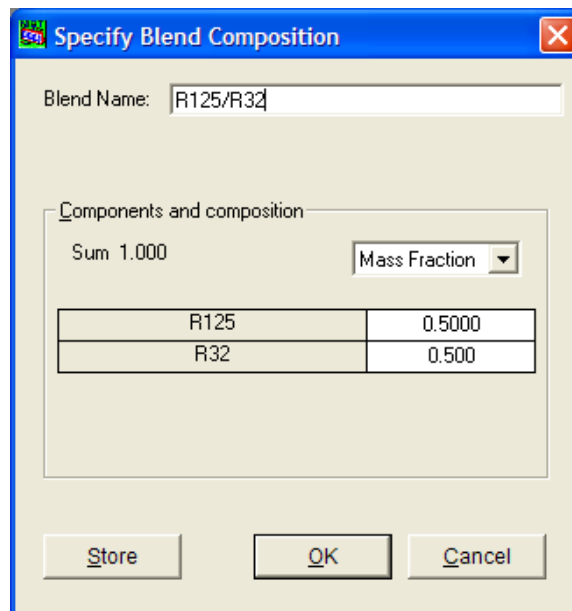 Specify Blend Composition
Blend Name: R125/R32
Components and composition
Sum 1.000 Mass Fraction
R125 0.5000
R32 0.500
Store OK Cancel